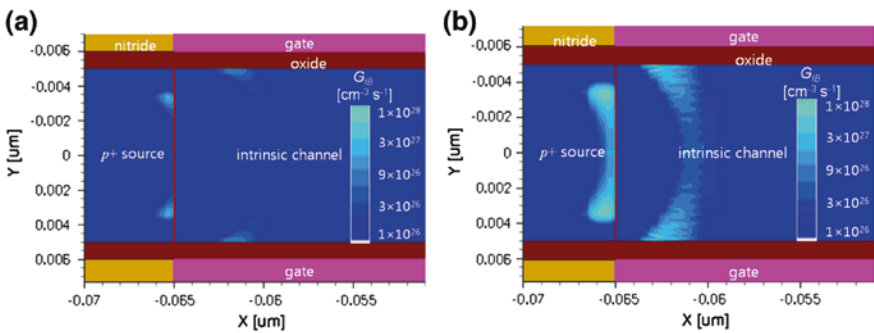 (a)
nitride
gate
oxide
G_IB
[cm⁻³ s⁻¹]
1×10²⁸
3×10²⁷
9×10²⁶
3×10²⁶
1×10²⁶
p+ source
intrinsic channel
gate
-0.006
-0.004
-0.002
0
0.002
0.004
0.006
Y [um]
-0.07
-0.065
-0.06
-0.055
X [um]
(b)
nitride
gate
oxide
G_IB
[cm⁻³ s⁻¹]
1×10²⁸
3×10²⁷
9×10²⁶
3×10²⁶
1×10²⁶
p+ source
intrinsic channel
gate
-0.006
-0.004
-0.002
0
0.002
0.004
0.006
Y [um]
-0.07
-0.065
-0.06
-0.055
X [um]